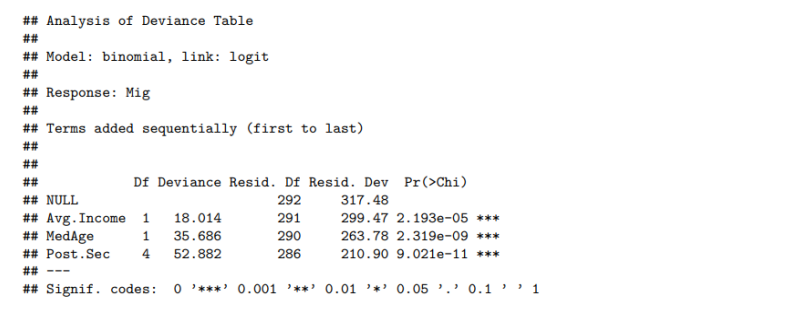 ## Analysis of Deviance Table
##
## Model: binomial, link: logit
##
## Response: Mig
##
## Terms added sequentially (first to last)
##
##
##            Df Deviance Resid. Df Resid. Dev  Pr(>Chi)
## NULL                         292     317.48
## Avg.Income  1   18.014       291     299.47 2.193e-05 ***
## MedAge      1   35.686       290     263.78 2.319e-09 ***
## Post.Sec    4   52.882       286     210.90 9.021e-11 ***
## ---
## Signif. codes:  0 '***' 0.001 '**' 0.01 '*' 0.05 '.' 0.1 ' ' 1